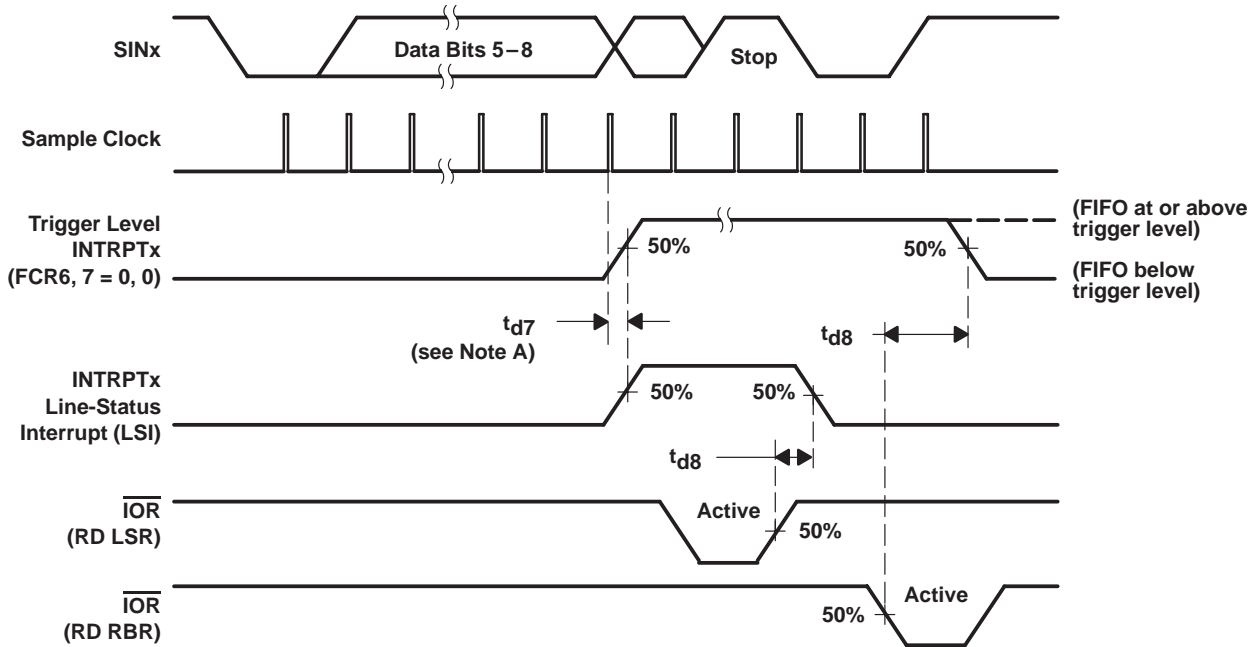 SINx
Data Bits 5–8
Stop
Sample Clock
Trigger Level
INTRPTx
(FCR6, 7 = 0, 0)
50%
50%
(FIFO at or above
trigger level)
(FIFO below
trigger level)
td7
(see Note A)
td8
INTRPTx
Line-Status
Interrupt (LSI)
50%
50%
td8
IOR
(RD LSR)
Active
50%
IOR
(RD RBR)
50%
Active